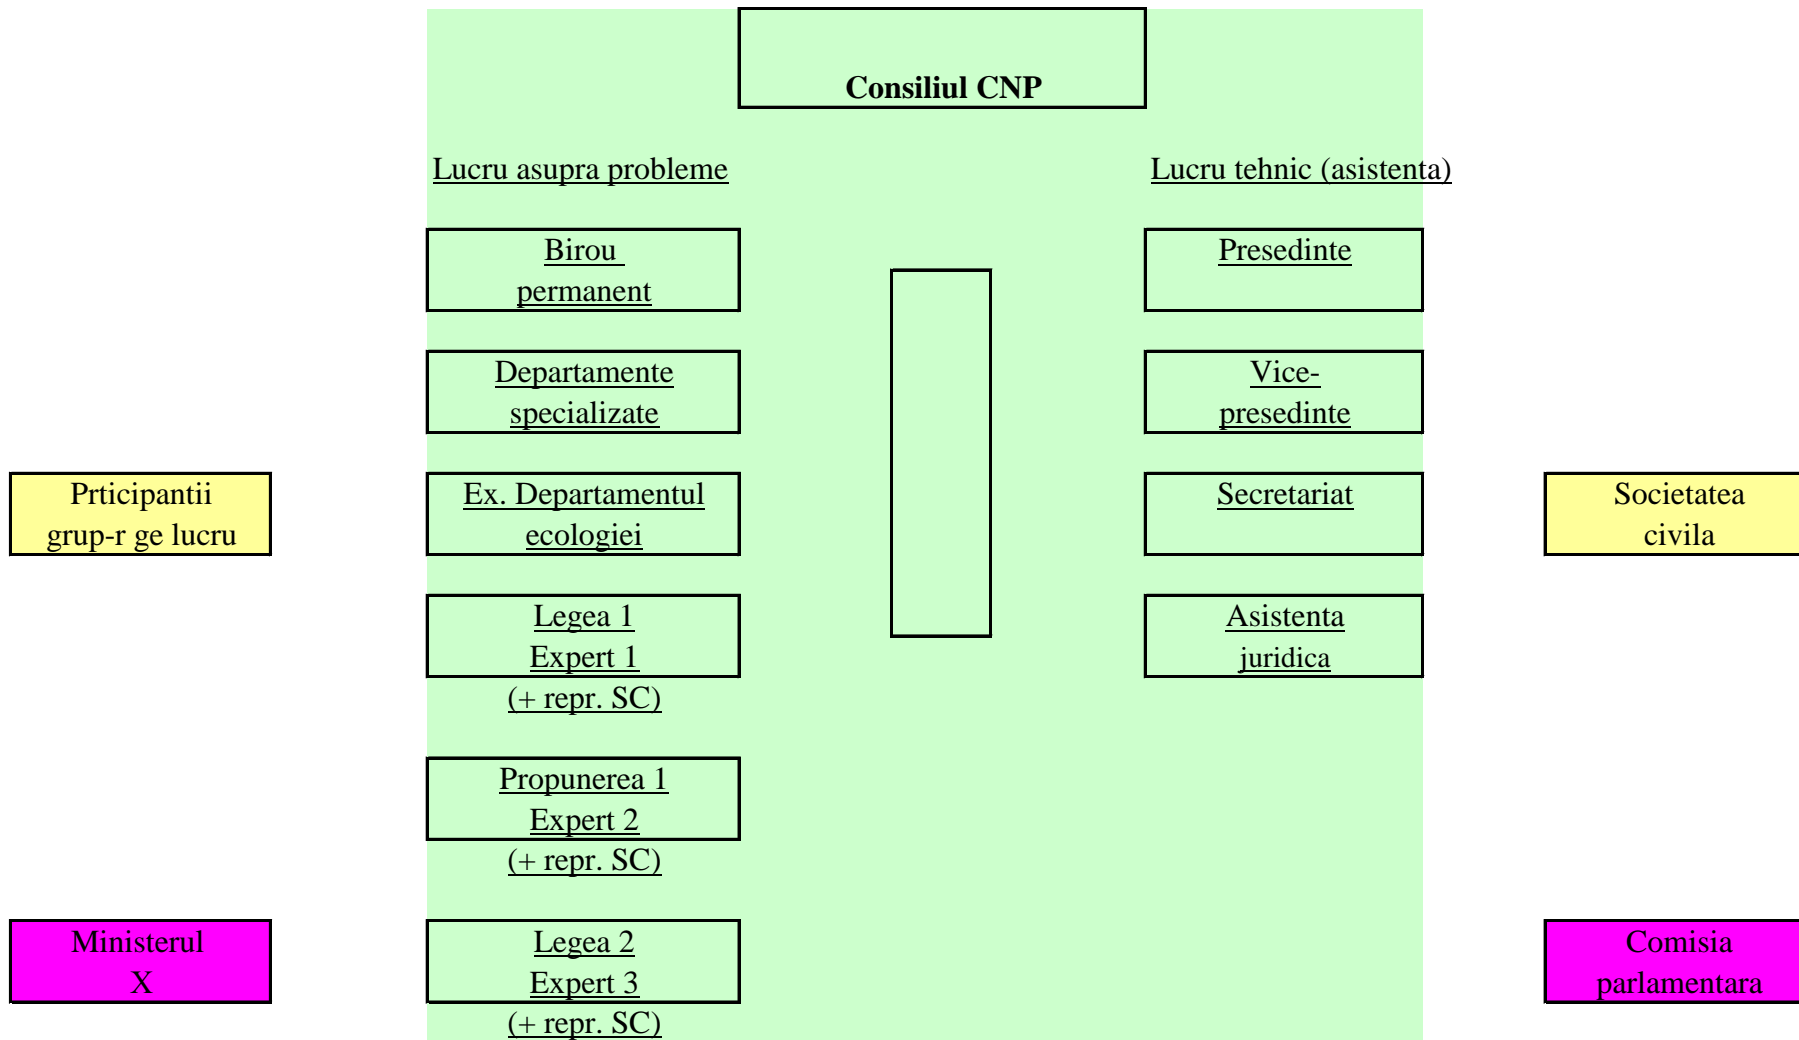 Consiliul CNP
Lucru asupra probleme
Lucru tehnic (asistenta)
Birou
permanent
Presedinte
Departamente
specializate
Vice-
presedinte
Prticipantii
grup-r ge lucru
Ex. Departamentul
ecologiei
Secretariat
Societatea
civila
Legea 1
Expert 1
(+ repr. SC)
Asistenta
juridica
Propunerea 1
Expert 2
(+ repr. SC)
Ministerul
X
Legea 2
Expert 3
(+ repr. SC)
Comisia
parlamentara